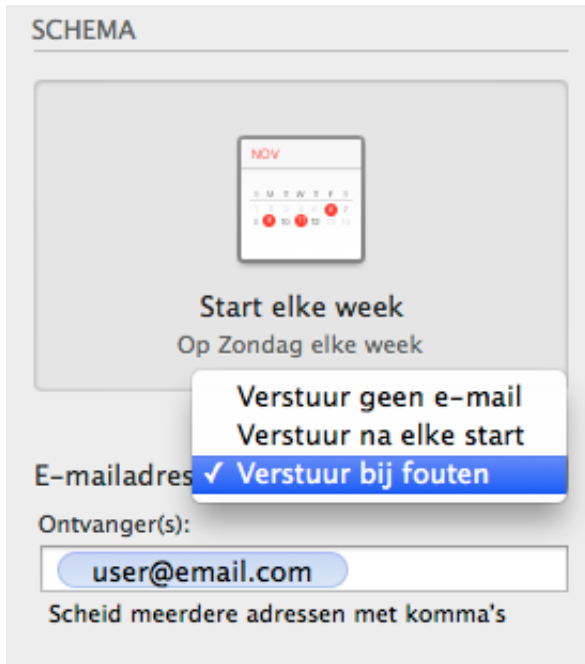 SCHEMA
NOV
S M T W T F S
Start elke week
Op Zondag elke week
Verstuur geen e-mail
Verstuur na elke start
E-mailadres ✓ Verstuur bij fouten
Ontvanger(s):
user@email.com
Scheid meerdere adressen met komma's